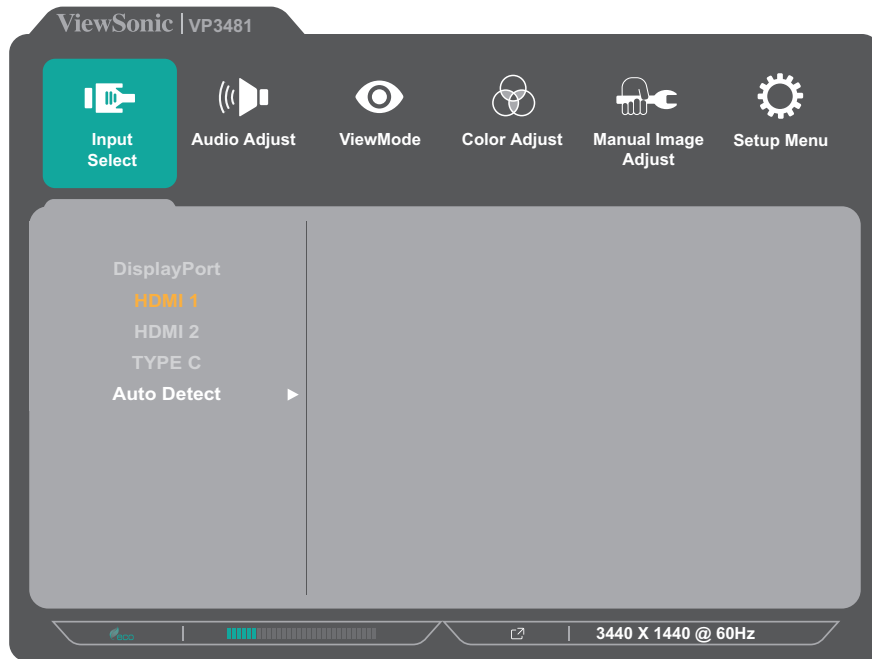 ViewSonic | VP3481
Input
Select
Audio Adjust
ViewMode
Color Adjust
Manual Image
Adjust
Setup Menu
DisplayPort
HDMI 1
HDMI 2
TYPE C
Auto Detect
eco
3440 X 1440 @ 60Hz